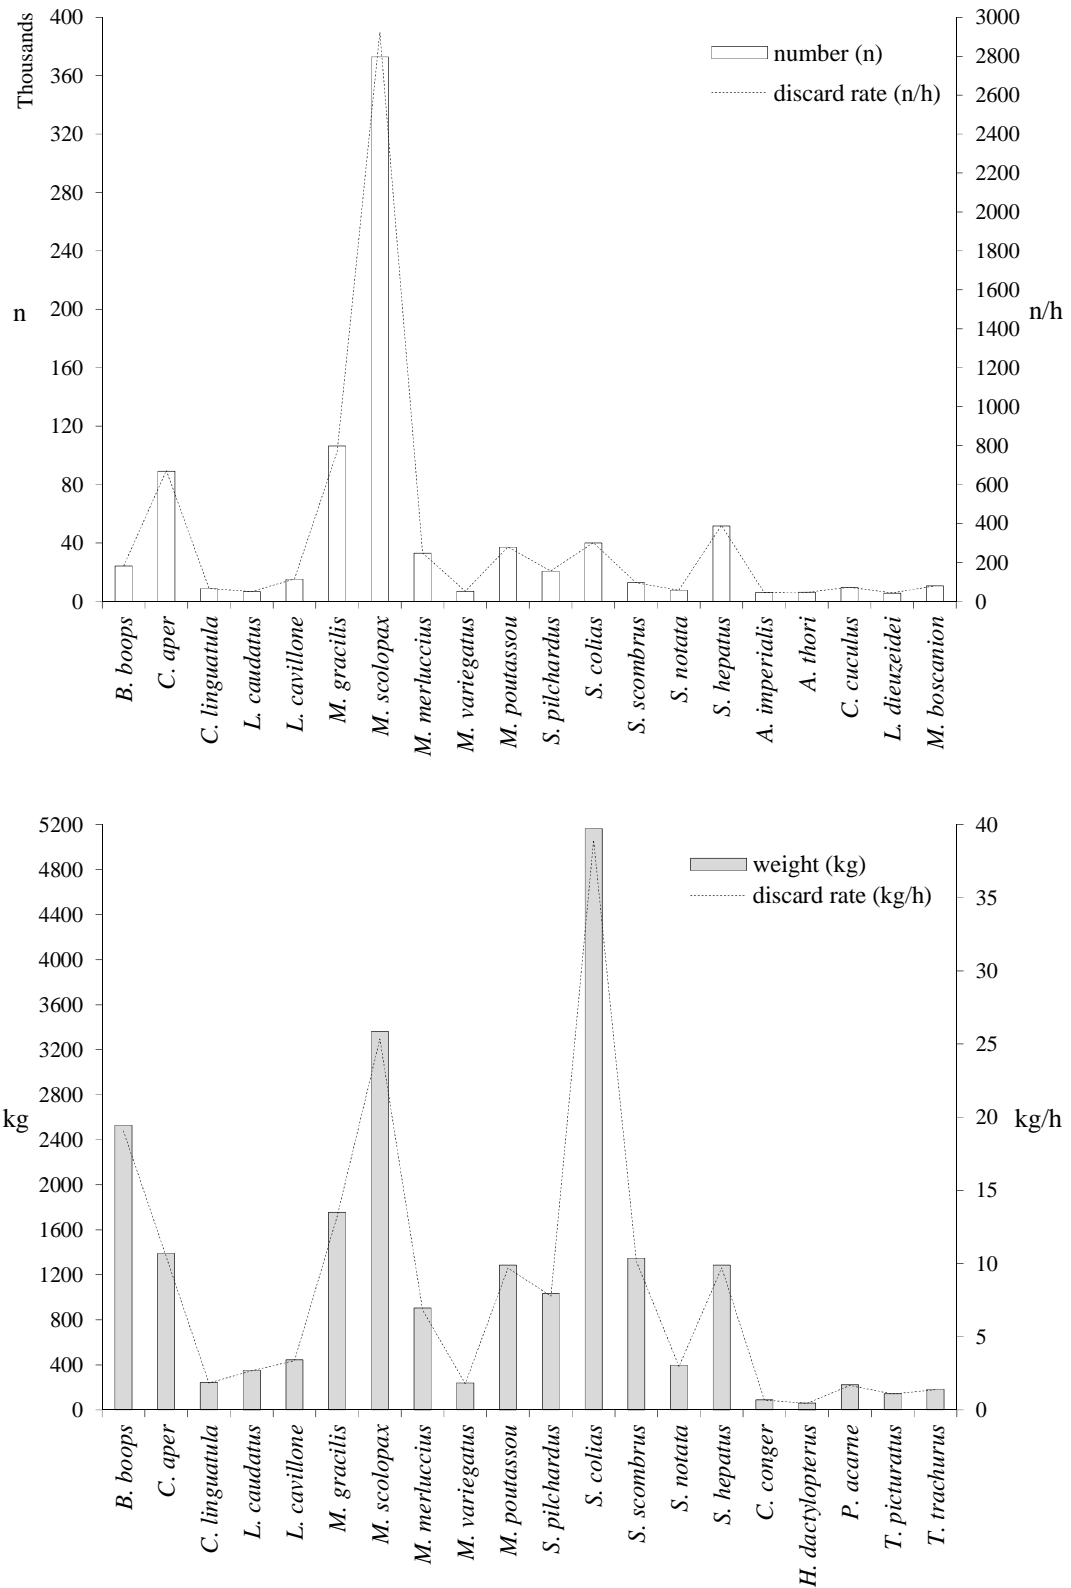 Thousands
400
360
320
280
240
200
160
120
80
40
0
n
3000
2800
2600
2400
2200
2000
1800
1600
1400
1200
1000
800
600
400
200
0
n/h
number (n)
discard rate (n/h)
B. boops
C. aper
C. linguatula
L. caudatus
L. cavillone
M. gracilis
M. scolopax
M. merluccius
M. variegatus
M. poutassou
S. pilchardus
S. colias
S. scombrus
S. notata
S. hepatus
A. imperialis
A. thori
C. cuculus
L. dieuzeidei
M. boscanion
5200
4800
4400
4000
3600
3200
2800
2400
2000
1600
1200
800
400
0
kg
40
35
30
25
20
15
10
5
0
kg/h
weight (kg)
discard rate (kg/h)
B. boops
C. aper
C. linguatula
L. caudatus
L. cavillone
M. gracilis
M. scolopax
M. merluccius
M. variegatus
M. poutassou
S. pilchardus
S. colias
S. scombrus
S. notata
S. hepatus
C. conger
H. dactylopterus
P. acarne
T. picturatus
T. trachurus